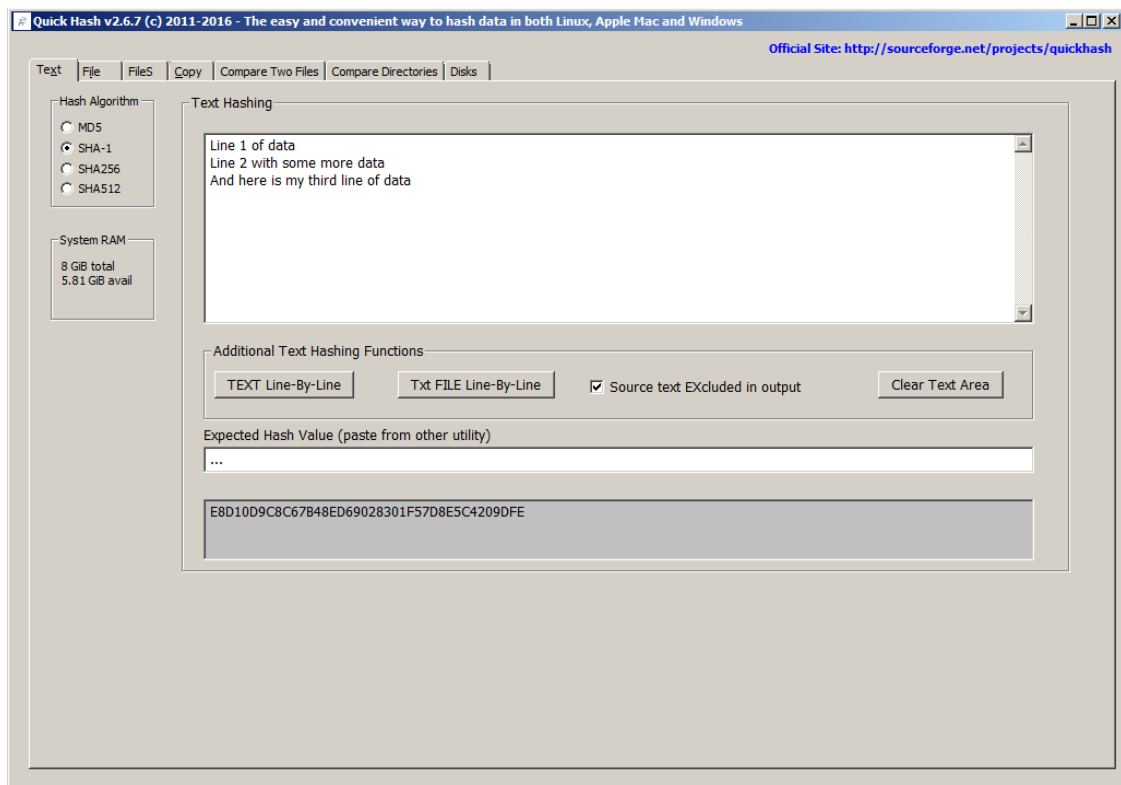 Quick Hash v2.6.7 (c) 2011-2016 - The easy and convenient way to hash data in both Linux, Apple Mac and Windows
Official Site: http://sourceforge.net/projects/quickhash
Text File FileS Copy Compare Two Files Compare Directories Disks
Hash Algorithm
MD5
SHA-1
SHA256
SHA512
System RAM
8 GiB total
5.81 GiB avail
Text Hashing
Line 1 of data
Line 2 with some more data
And here is my third line of data
Additional Text Hashing Functions
TEXT Line-By-Line Txt FILE Line-By-Line Source text EXcluded in output Clear Text Area
Expected Hash Value (paste from other utility)
...
E8D10D9C8C67B48ED69028301F57D8E5C4209DFE